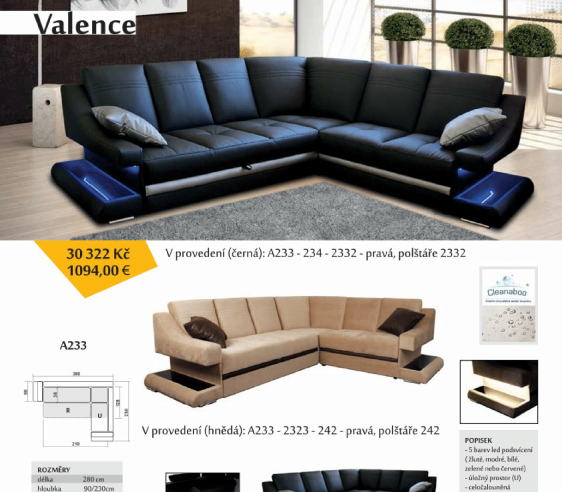 Valence
30 322 Kč
1094,00 €
V provedení (černá): A233 - 234 - 2332 - pravá, polštáře 2332
Cleanaboo
A233
V provedení (hnědá): A233 - 2323 - 242 - pravá, polštáře 242
ROZMĚRY
délka 280 cm
hloubka 90/230cm
POPISEK
- 5 barev led podsvícení
(žluté, modré, bílé,
zelené nebo červené)
- úložný prostor (U)
- celočalouněná